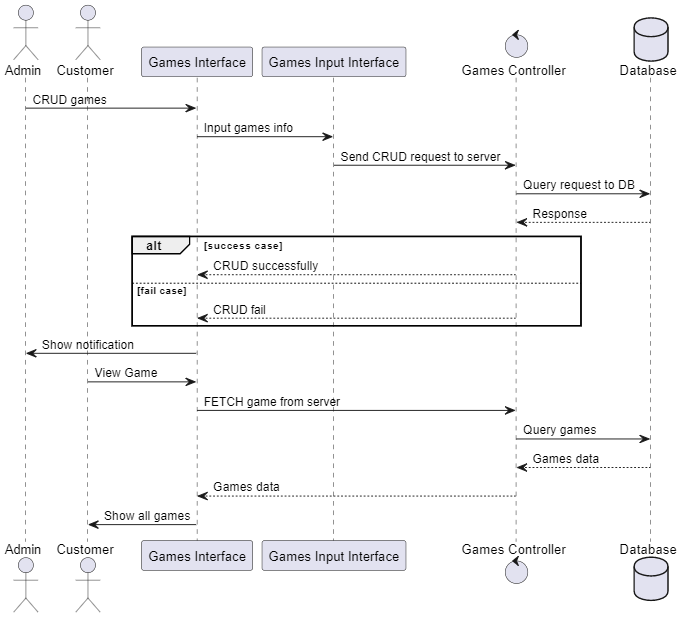 Admin
Customer
Games Interface
Games Input Interface
Games Controller
Database
CRUD games
Input games info
Send CRUD request to server
Query request to DB
Response
alt
[success case]
CRUD successfully
[fail case]
CRUD fail
Show notification
View Game
FETCH game from server
Query games
Games data
Games data
Show all games
Admin
Customer
Games Interface
Games Input Interface
Games Controller
Database